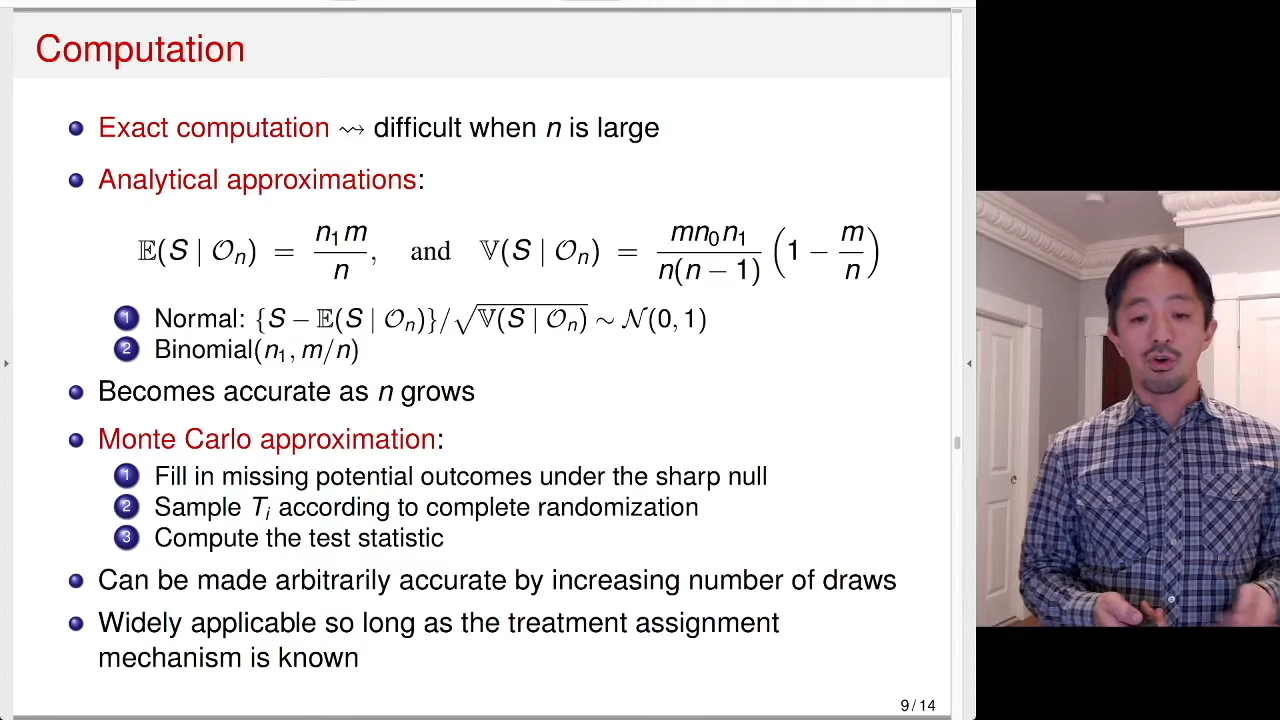 Computation
Exact computation ⇝ difficult when n is large
Analytical approximations:
𝔼(S | 𝒪ₙ) = n₁m/n, and 𝕍(S | 𝒪ₙ) = mn₀n₁/n(n − 1) (1 − m/n)
1 Normal: {S − 𝔼(S | 𝒪ₙ)}/√𝕍(S | 𝒪ₙ) ∼ 𝒩(0, 1)
2 Binomial(n₁, m/n)
Becomes accurate as n grows
Monte Carlo approximation:
1 Fill in missing potential outcomes under the sharp null
2 Sample Tᵢ according to complete randomization
3 Compute the test statistic
Can be made arbitrarily accurate by increasing number of draws
Widely applicable so long as the treatment assignment
mechanism is known
9 / 14